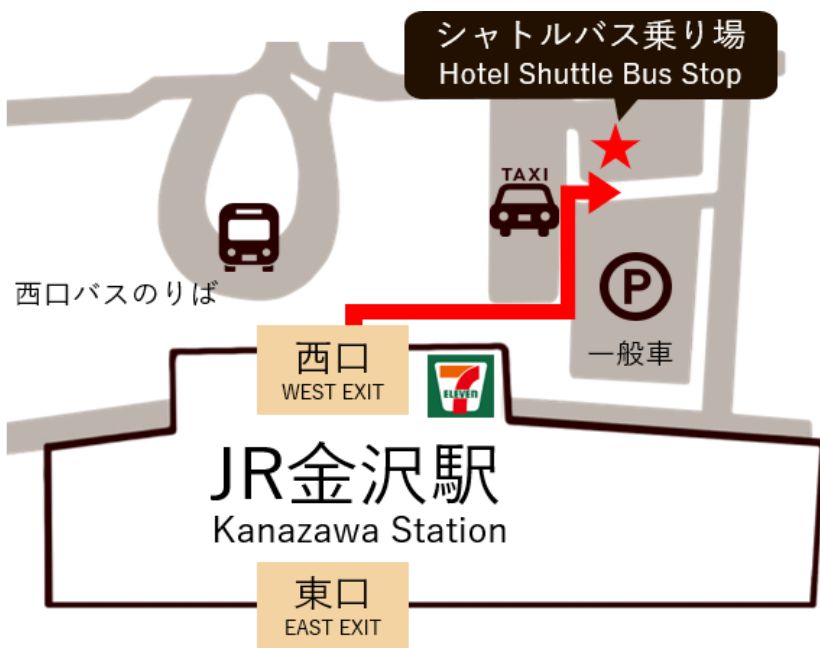 シャトルバス乗り場
Hotel Shuttle Bus Stop
TAXI
西口バスのりば
P
一般車
西口
WEST EXIT
7
ELEVEN
JR金沢駅
Kanazawa Station
東口
EAST EXIT